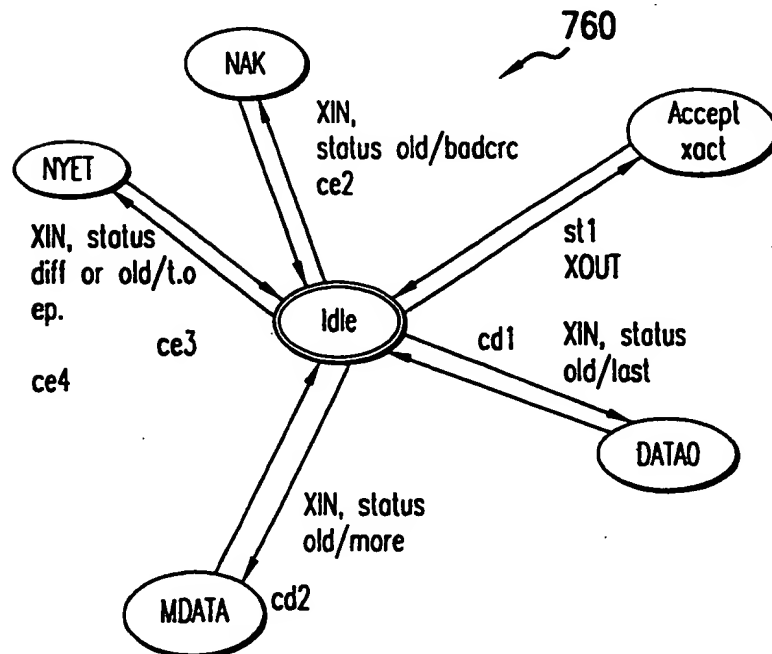 760
NAK
Accept
xact
XIN,
status old/badcrc
ce2
NYET
XIN, status
diff or old/t.o
ep.
st1
XOUT
Idle
ce3
cd1
XIN, status
old/last
ce4
DATA0
XIN, status
old/more
MDATA
cd2